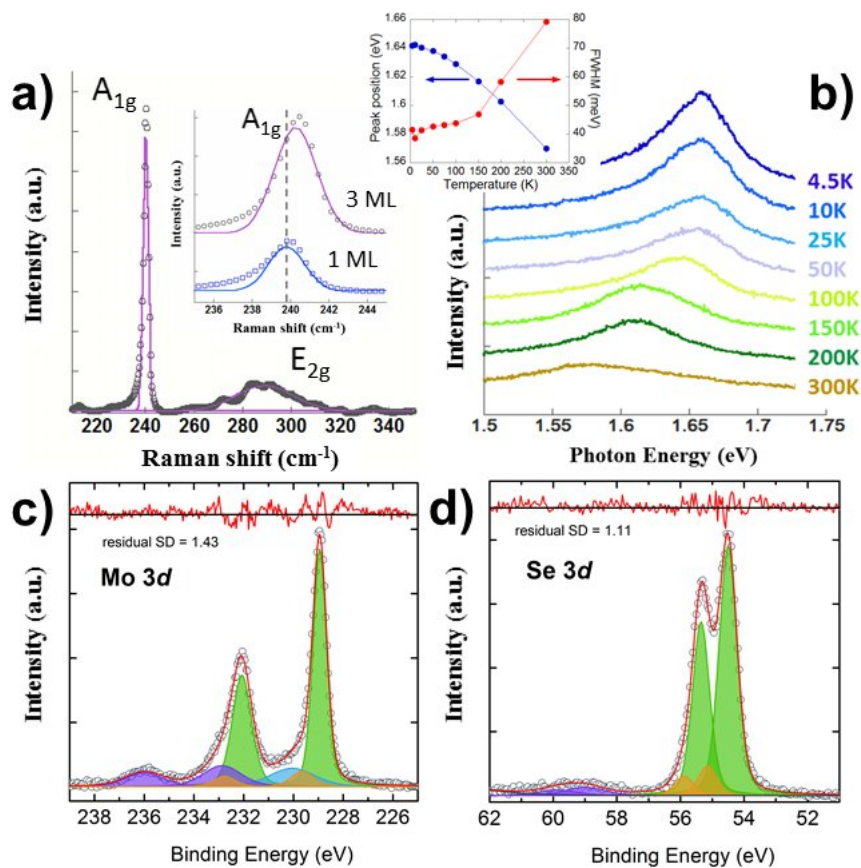 a)
A1g
E2g
Intensity (a.u.)
220 240 260 280 300 320 340
Raman shift (cm-1)
A1g
3 ML
1 ML
Intensity (a.u.)
236 238 240 242 244
Raman shift (cm-1)
1.66
1.64
1.62
1.6
1.58
1.56
Peak position (eV)
80
70
60
50
40
30
FWHM (meV)
0 50 100 150 200 250 300 350
Temperature (K)
b)
4.5K
10K
25K
50K
100K
150K
200K
300K
Intensity (a.u.)
1.5 1.55 1.6 1.65 1.7 1.75
Photon Energy (eV)
c)
residual SD = 1.43
Mo 3d
Intensity (a.u.)
238 236 234 232 230 228 226
Binding Energy (eV)
d)
residual SD = 1.11
Se 3d
Intensity (a.u.)
62 60 58 56 54 52
Binding Energy (eV)